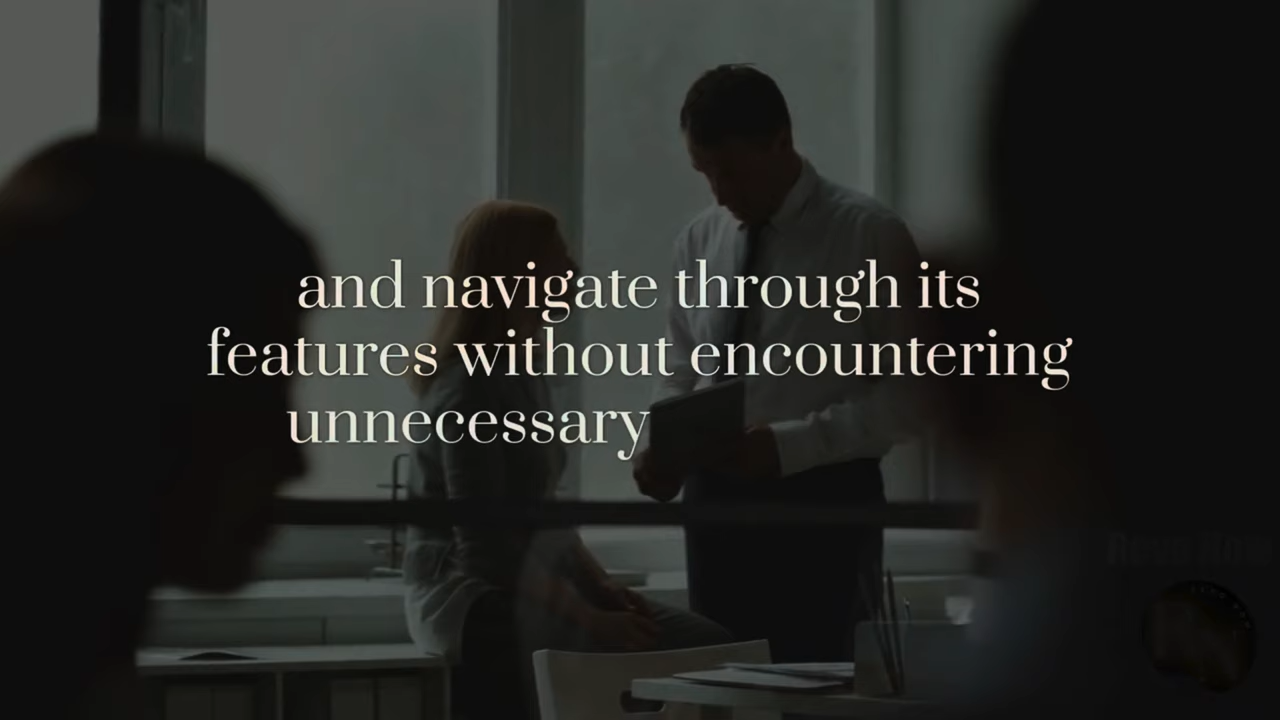 and navigate through its
features without encountering
unnecessary